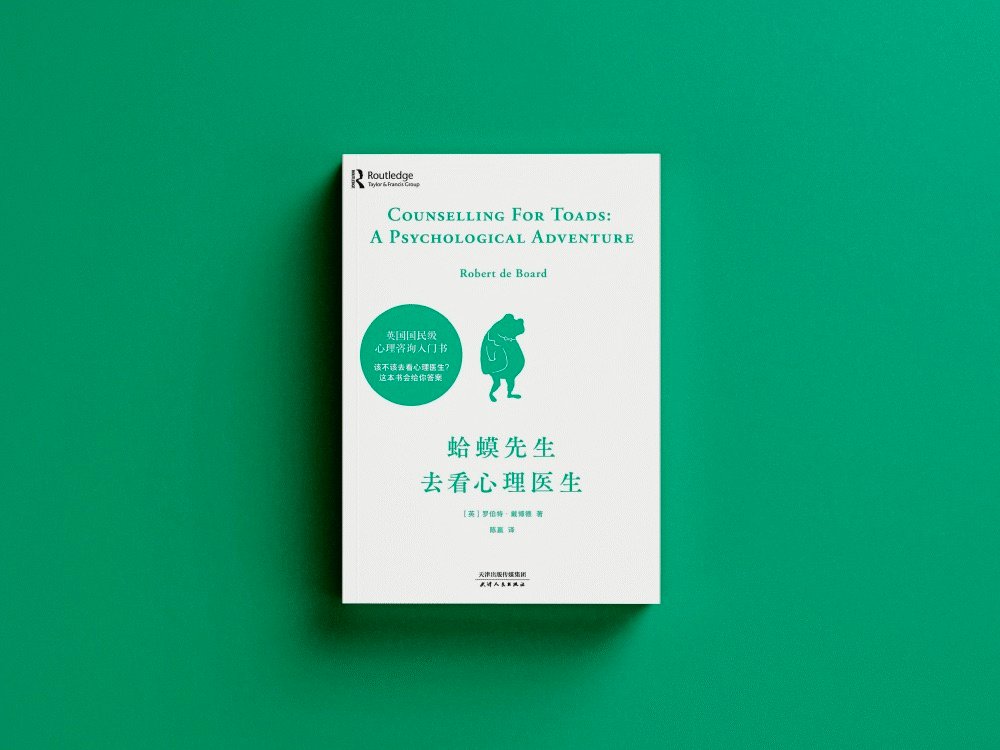 Routledge
Taylor & Francis Group
ROUTLEDGE
COUNSELLING FOR TOADS:
A PSYCHOLOGICAL ADVENTURE
Robert de Board
英国国民级
心理咨询入门书
该不该去看心理医生?
这本书会给你答案
蛤蟆先生
去看心理医生
[英]罗伯特·戴博德 著
陈赢 译
天津出版传媒集团
天津人民出版社